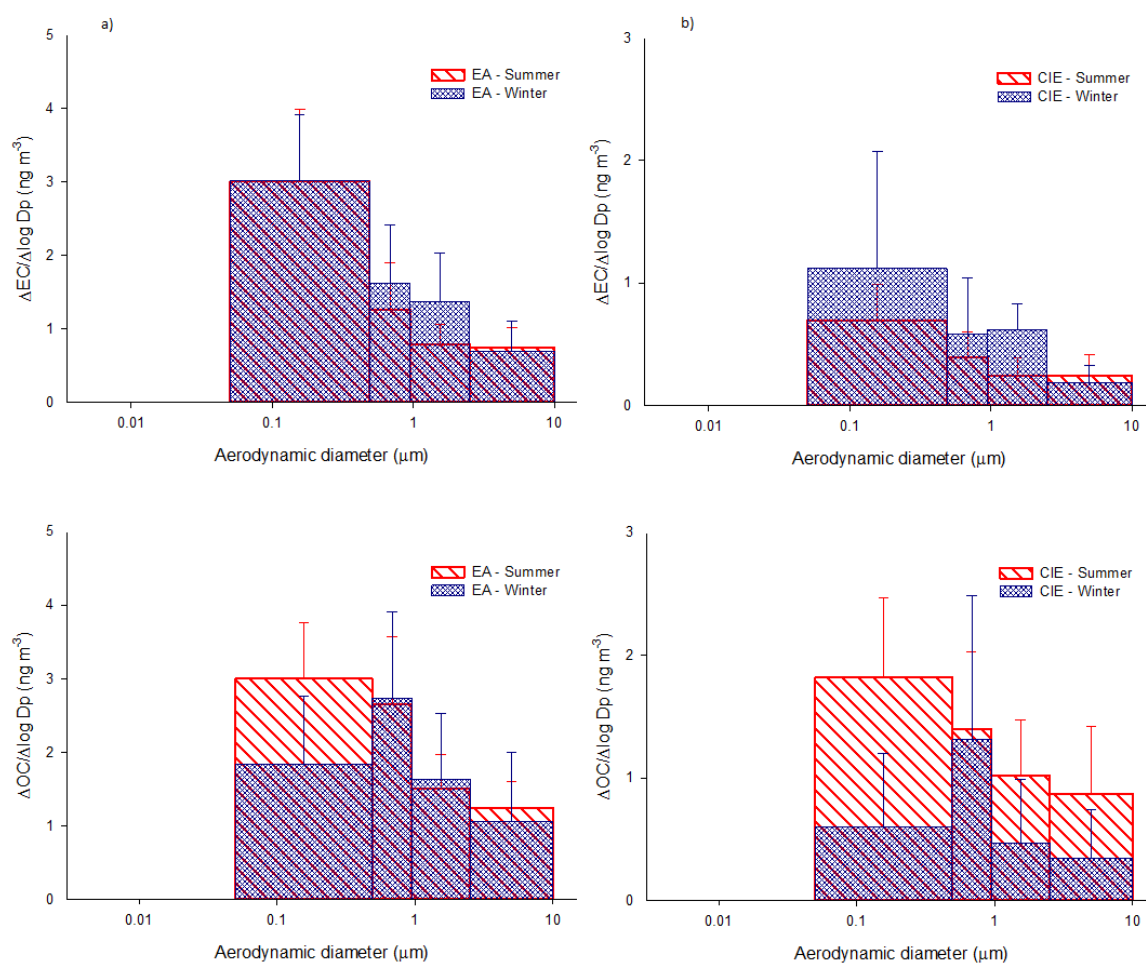 a)
5
4
3
2
1
0
ΔEC/Δlog Dp (ng m⁻³)
EA - Summer
EA - Winter
0.01 0.1 1 10
Aerodynamic diameter (μm)
b)
3
2
1
0
ΔEC/Δlog Dp (ng m⁻³)
CIE - Summer
CIE - Winter
0.01 0.1 1 10
Aerodynamic diameter (μm)
5
4
3
2
1
0
ΔOC/Δlog Dp (ng m⁻³)
EA - Summer
EA - Winter
0.01 0.1 1 10
Aerodynamic diameter (μm)
3
2
1
0
ΔOC/Δlog Dp (ng m⁻³)
CIE - Summer
CIE - Winter
0.01 0.1 1 10
Aerodynamic diameter (μm)